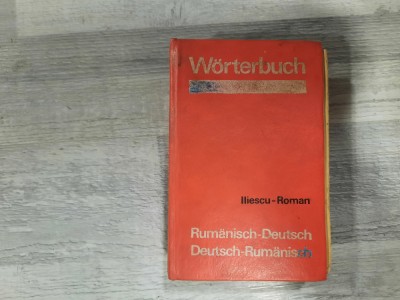 Wörterbuch
Iliescu-Roman
Rumänisch-Deutsch
Deutsch-Rumänisch